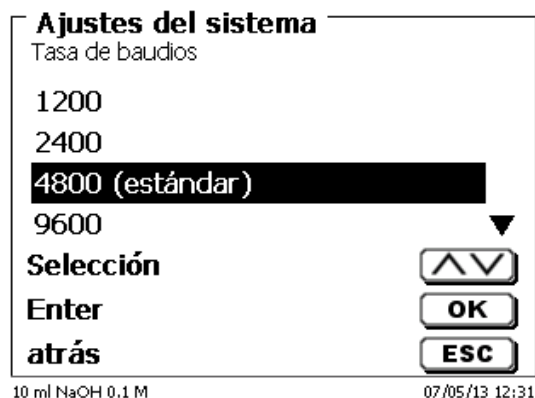 Ajustes del sistema
Tasa de baudios
1200
2400
4800 (estándar)
9600
Selección
Enter OK
atrás ESC
10 ml NaOH 0.1 M 07/05/13 12:31